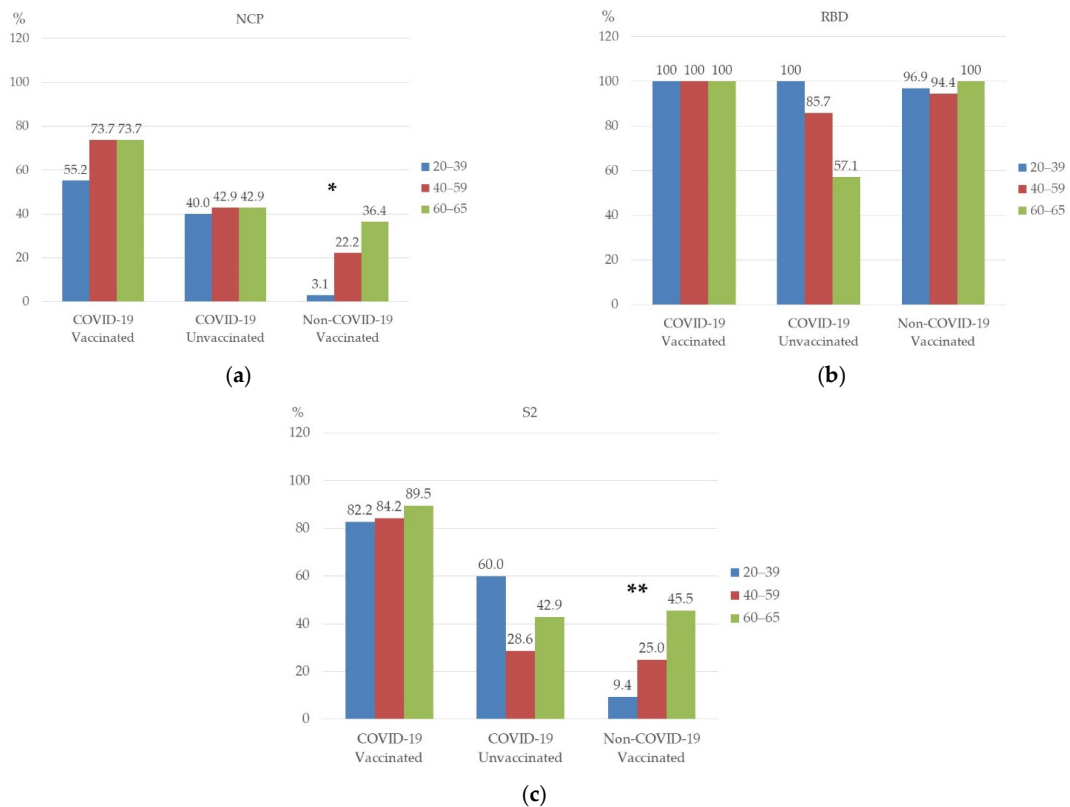 NCP
%
120
100
80
60
40
20
0
55.2
73.7
73.7
40.0
42.9
42.9
*
3.1
22.2
36.4
20–39
40–59
60–65
COVID-19
Vaccinated
COVID-19
Unvaccinated
Non-COVID-19
Vaccinated
(a)
RBD
%
120
100
80
60
40
20
0
100
100
100
100
85.7
57.1
96.9
94.4
100
20–39
40–59
60–65
COVID-19
Vaccinated
COVID-19
Unvaccinated
Non-COVID-19
Vaccinated
(b)
S2
%
120
100
80
60
40
20
0
82.2
84.2
89.5
60.0
28.6
42.9
**
9.4
25.0
45.5
20–39
40–59
60–65
COVID-19
Vaccinated
COVID-19
Unvaccinated
Non-COVID-19
Vaccinated
(c)